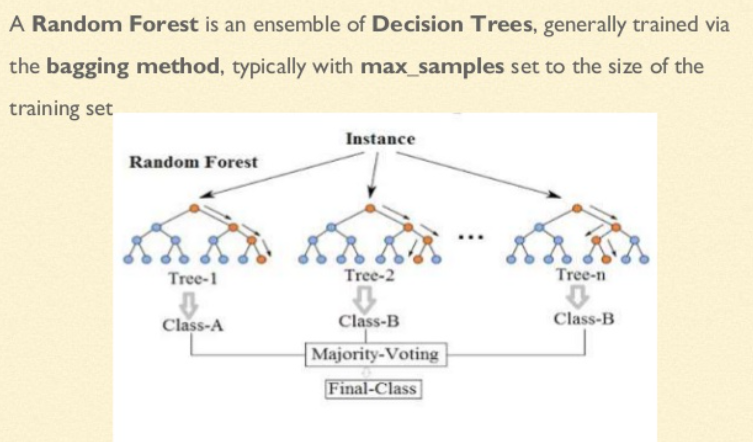 A Random Forest is an ensemble of Decision Trees, generally trained via
the bagging method, typically with max_samples set to the size of the
training set
Instance
Random Forest
...
Tree-1
Tree-2
Tree-n
Class-A
Class-B
Class-B
Majority-Voting
Final-Class